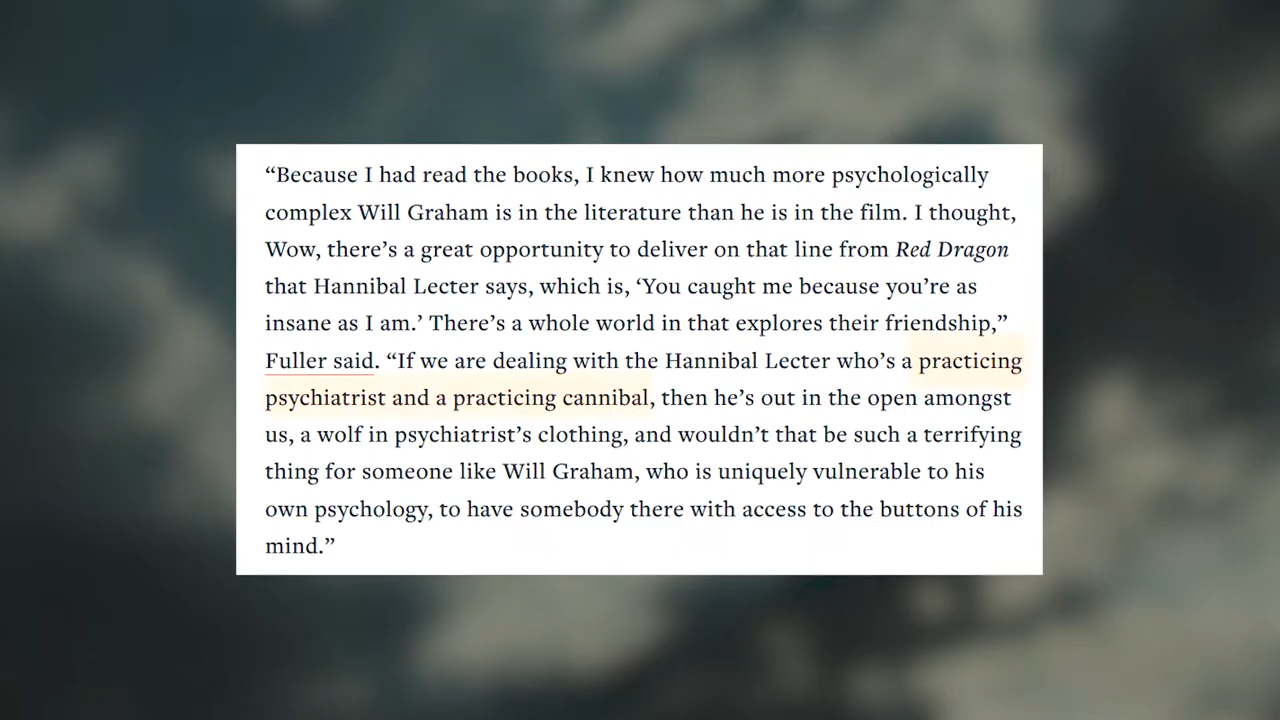 “Because I had read the books, I knew how much more psychologically
complex Will Graham is in the literature than he is in the film. I thought,
Wow, there’s a great opportunity to deliver on that line from Red Dragon
that Hannibal Lecter says, which is, ‘You caught me because you’re as
insane as I am.’ There’s a whole world in that explores their friendship,”
Fuller said. “If we are dealing with the Hannibal Lecter who’s a practicing
psychiatrist and a practicing cannibal, then he’s out in the open amongst
us, a wolf in psychiatrist’s clothing, and wouldn’t that be such a terrifying
thing for someone like Will Graham, who is uniquely vulnerable to his
own psychology, to have somebody there with access to the buttons of his
mind.”